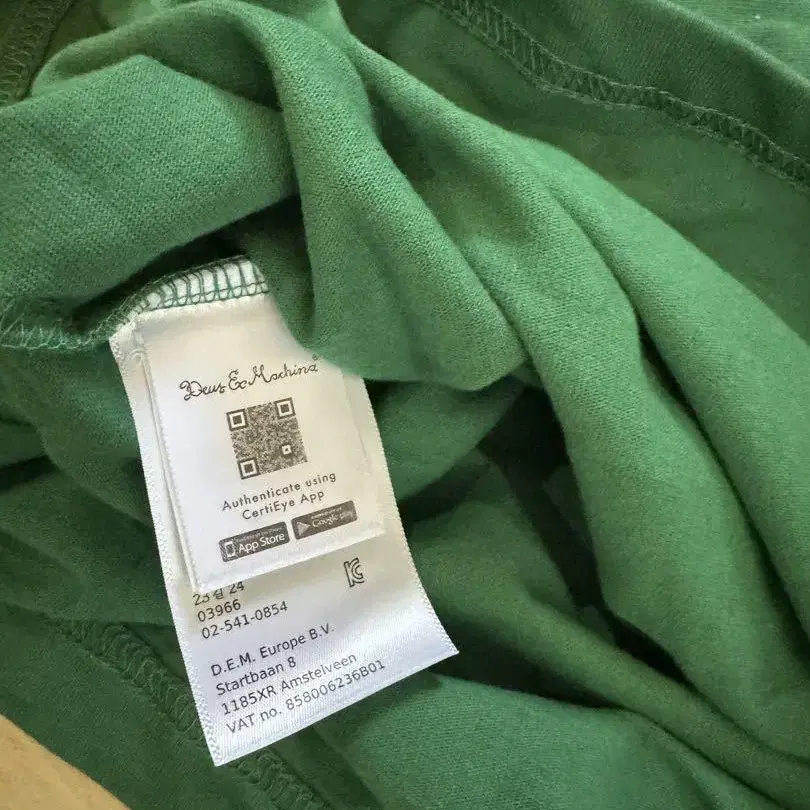 Deus Ex Machina
Authenticate using
CertiEye App
App Store
Google play
24
03966
02-541-0854
D.E.M. Europe B.V.
Startbaan 8
1185XR Amstelveen
VAT no. 858006236B01